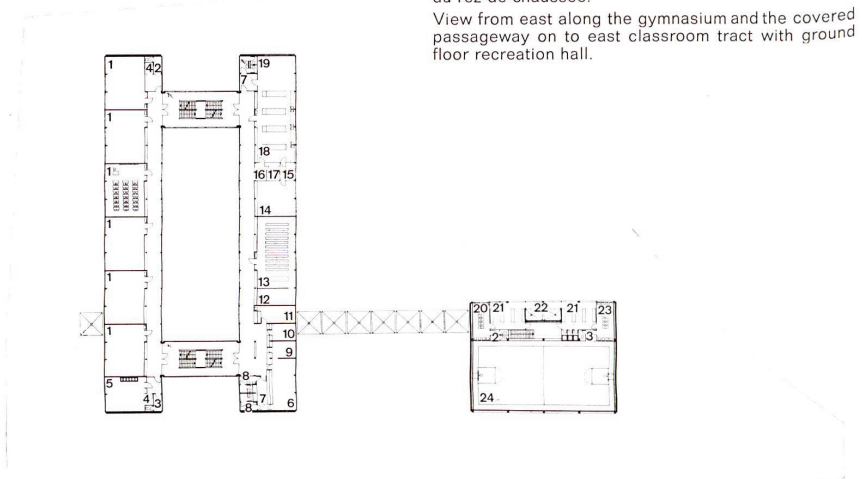 du rez-de-chaussée.
View from east along the gymnasium and the covered
passageway on to east classroom tract with ground
floor recreation hall.
1 4 2 7 19
1
18
1 16 17 15
14
1
13
12
1 11
20 21 22 21 23
1 10
2 3
9
5 8
4 3 7 6
8
24